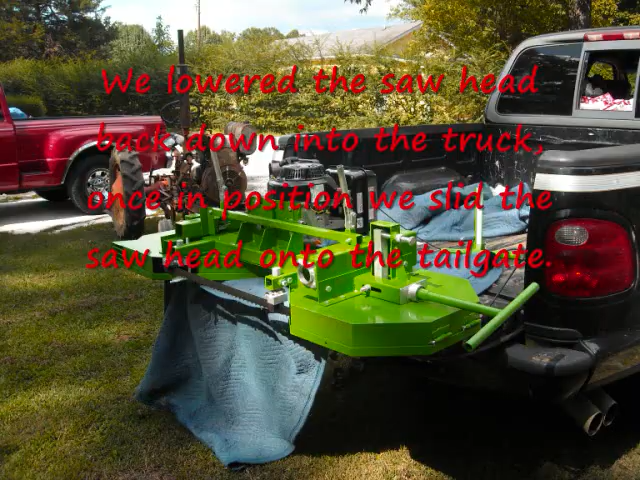 We lowered the saw head
back down into the truck,
once in position we slid the
saw head onto the tailgate.